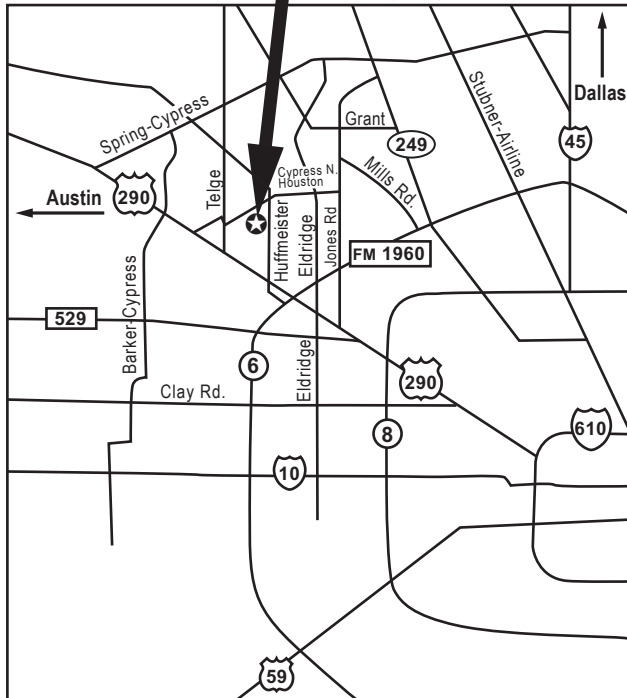 Dallas
Spring-Cypress
Stubner-Airline
Grant
249
45
Cypress N.
Houston
Mills Rd.
Telge
Austin
290
Huffmeister
Eldridge
Jones Rd
FM 1960
Barker-Cypress
529
6
Eldridge
290
Clay Rd.
8
610
10
59